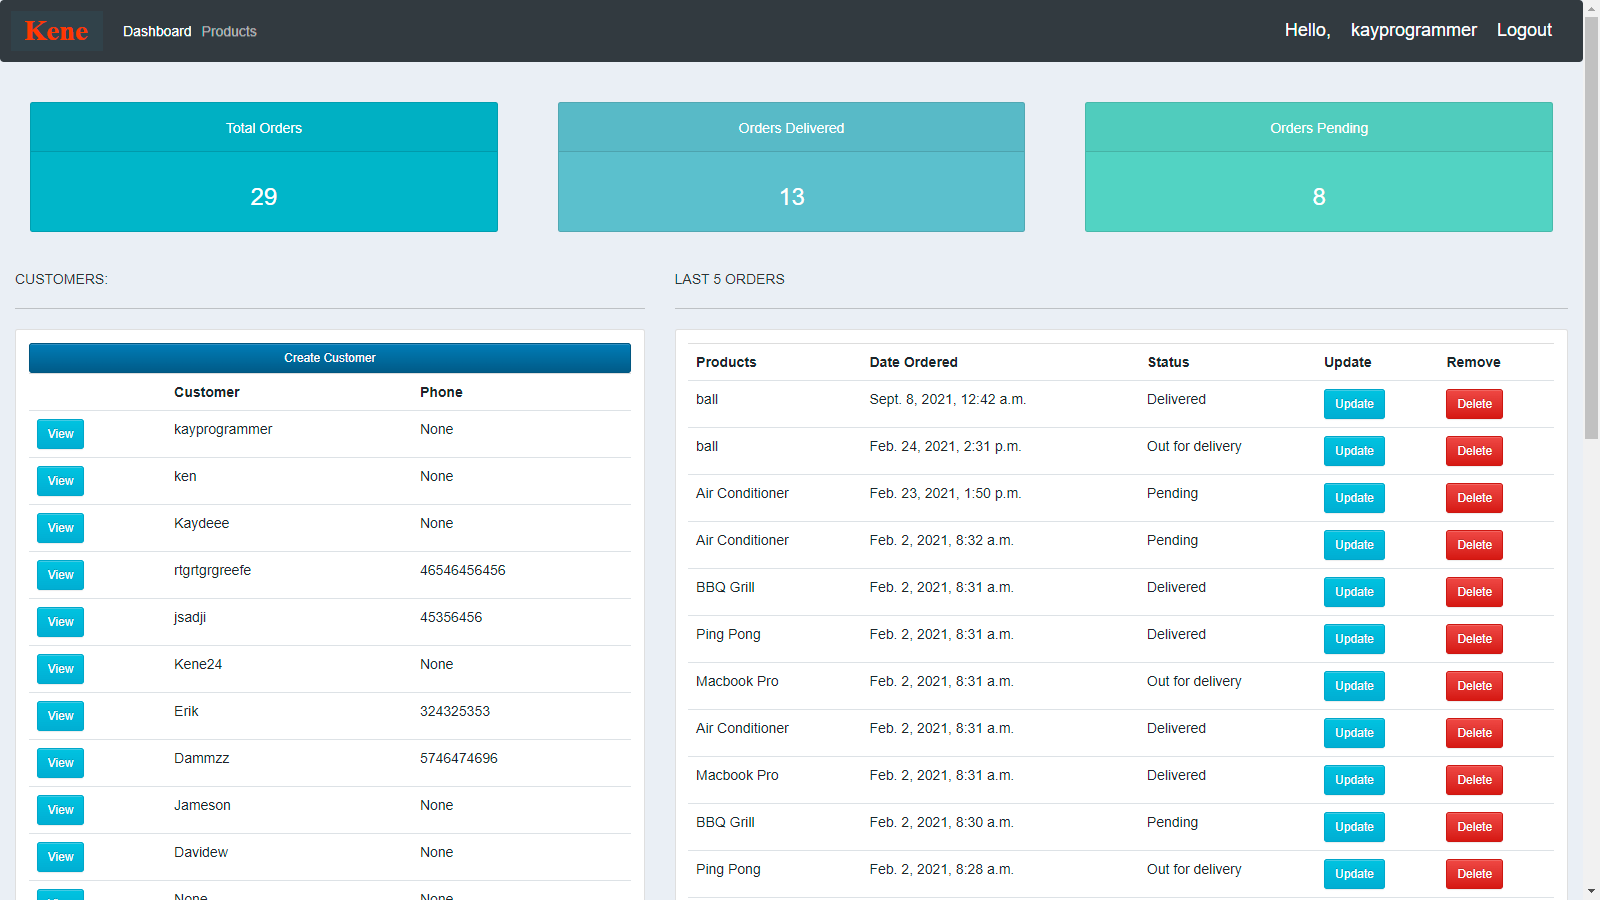 Kene Dashboard Products Hello, kayprogrammer Logout
Total Orders
29
Orders Delivered
13
Orders Pending
8
CUSTOMERS:
Create Customer
Customer Phone
View kayprogrammer None
View ken None
View Kaydeee None
View rtgrtgrgreefe 46546456456
View jsadji 45356456
View Kene24 None
View Erik 324325353
View Dammzz 5746474696
View Jameson None
View Davidew None
None None
LAST 5 ORDERS
Products Date Ordered Status Update Remove
ball Sept. 8, 2021, 12:42 a.m. Delivered Update Delete
ball Feb. 24, 2021, 2:31 p.m. Out for delivery Update Delete
Air Conditioner Feb. 23, 2021, 1:50 p.m. Pending Update Delete
Air Conditioner Feb. 2, 2021, 8:32 a.m. Pending Update Delete
BBQ Grill Feb. 2, 2021, 8:31 a.m. Delivered Update Delete
Ping Pong Feb. 2, 2021, 8:31 a.m. Delivered Update Delete
Macbook Pro Feb. 2, 2021, 8:31 a.m. Out for delivery Update Delete
Air Conditioner Feb. 2, 2021, 8:31 a.m. Delivered Update Delete
Macbook Pro Feb. 2, 2021, 8:31 a.m. Delivered Update Delete
BBQ Grill Feb. 2, 2021, 8:30 a.m. Pending Update Delete
Ping Pong Feb. 2, 2021, 8:28 a.m. Out for delivery Update Delete